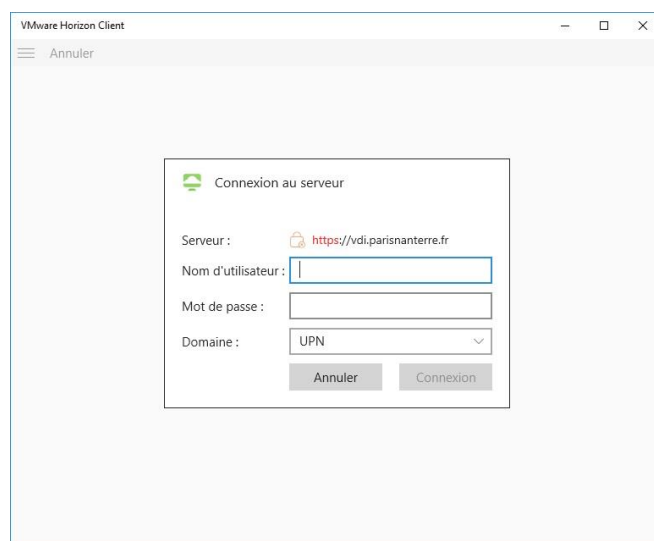 VMware Horizon Client
Annuler
Connexion au serveur
Serveur : https://vdi.parisnanterre.fr
Nom d'utilisateur :
Mot de passe :
Domaine : UPN
Annuler Connexion